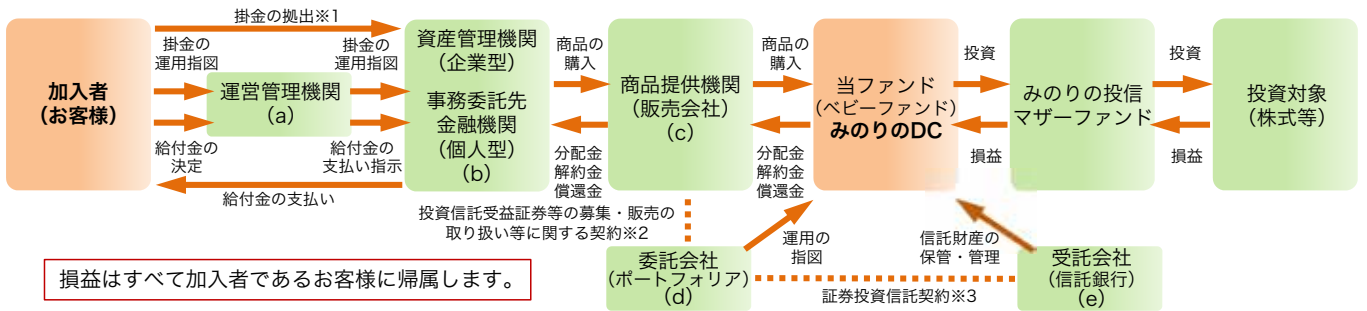 掛金の拠出※1
加入者
(お客様)
掛金の
運用指図
運営管理機関
(a)
掛金の
運用指図
給付金の
決定
給付金の
支払い指示
給付金の支払い
資産管理機関
(企業型)
事務委託先
金融機関
(個人型)
(b)
商品の
購入
分配金
解約金
償還金
商品提供機関
(販売会社)
(c)
商品の
購入
分配金
解約金
償還金
当ファンド
(ベビーファンド)
みのりのDC
投資
損益
みのりの投信
マザーファンド
投資
損益
投資対象
(株式等)
投資信託受益証券等の募集・販売の
取り扱い等に関する契約※2
運用の
指図
信託財産の
保管・管理
委託会社
(ポートフォリア)
(d)
証券投資信託契約※3
受託会社
(信託銀行)
(e)
損益はすべて加入者であるお客様に帰属します。